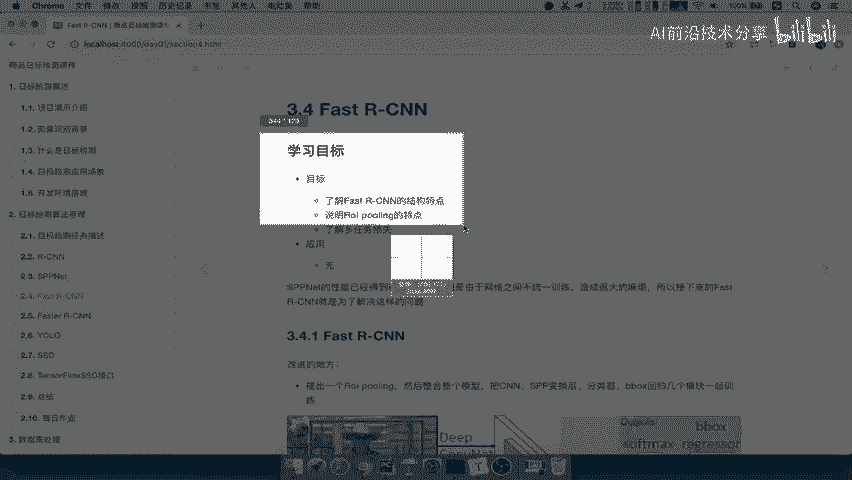 Chrome 文件 修改 视图 历史记录 书签 其他人 电动窗 帮助
100%
Fast R-CNN | 商品目标检测课程
localhost:4000/day01/section4.html
AI前沿技术分享 bilibili
商品目标检测课程
1. 目标检测概述
1.1. 项目演示介绍
1.2. 图像识别背景
1.3. 什么是目标检测
1.4. 目标检测应用场景
1.5. 开发环境搭建
2. 目标检测算法原理
2.1. 目标检测任务描述
2.2. R-CNN
2.3. SPPNet
2.4. Fast R-CNN
2.5. Faster R-CNN
2.6. YOLO
2.7. SSD
2.8. TensorFlowSSD接口
2.9. 总结
2.10. 每日作业
3. 数据集处理
3.4 Fast R-CNN
学习目标
目标
了解Fast R-CNN的结构特点
说明RoI pooling的特点
了解多任务损失
应用
无
SPPNet的性能已经得到 是由于网络之间不统一训练，造成很大的麻烦，所以接下来的Fast
R-CNN就是为了解决这样的问题
3.4.1 Fast R-CNN
改进的地方：
提出一个RoI pooling，然后整合整个模型，把CNN、SPP变换层、分类器、bbox回归几个模块一起训
练
Deep
ConvNet
Outputs:
bbox
softmax regressor